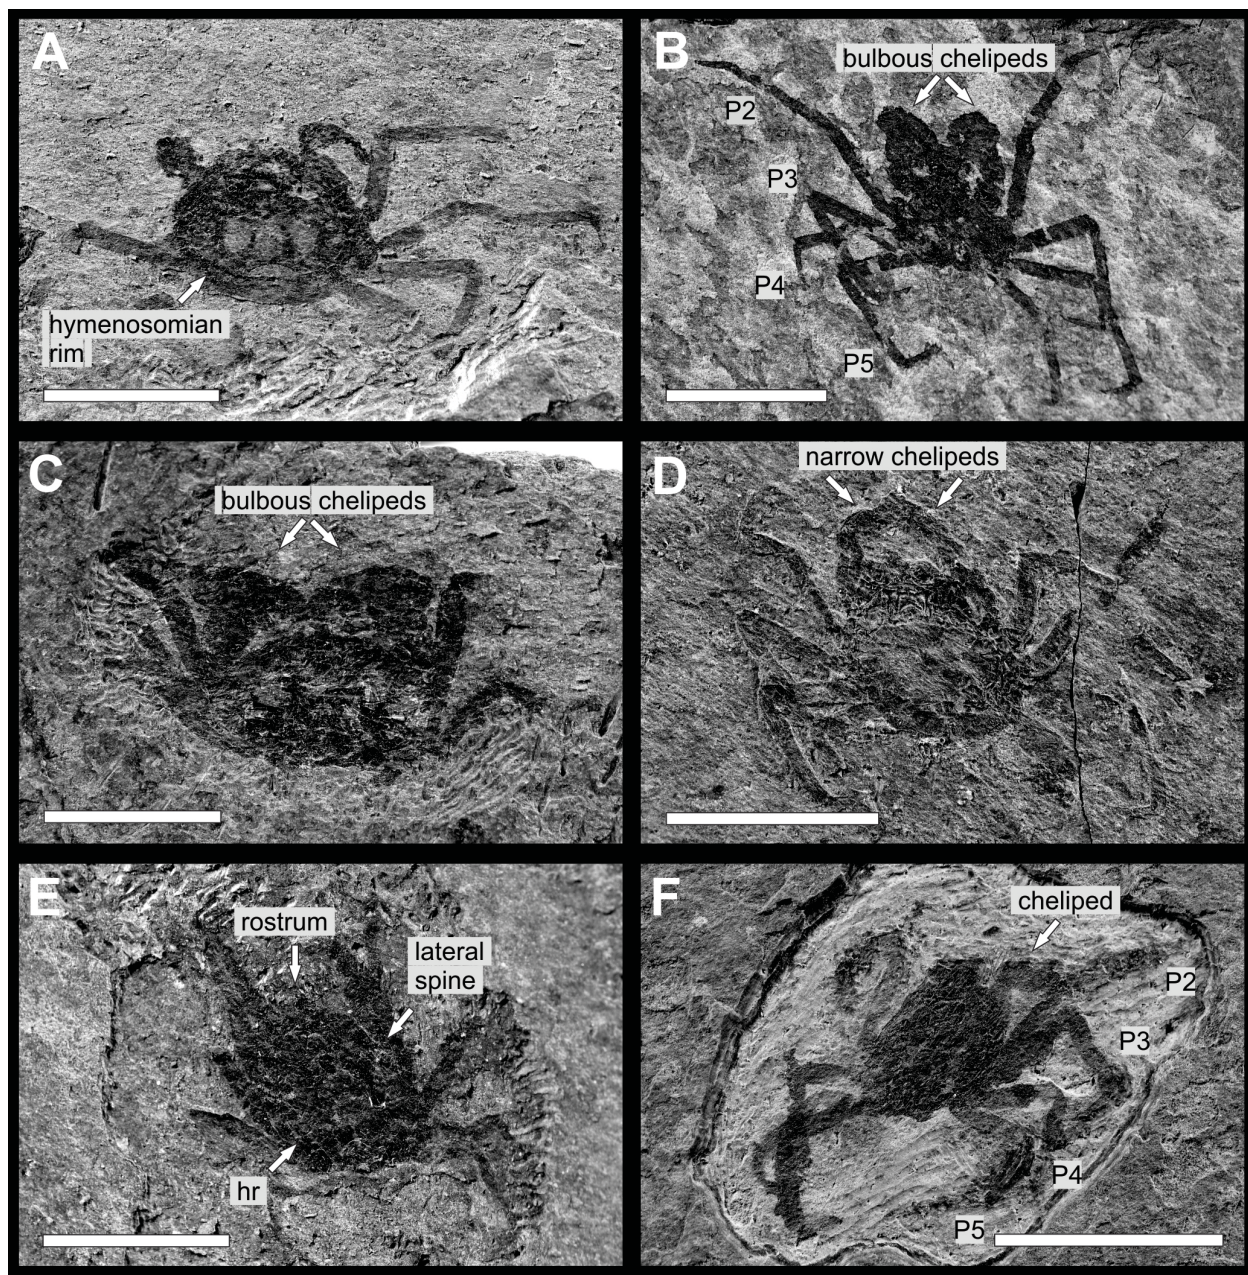 A
hymenosomian
rim
B
bulbous chelipeds
P2
P3
P4
P5
C
bulbous chelipeds
D
narrow chelipeds
E
rostrum
lateral
spine
hr
F
cheliped
P2
P3
P4
P5